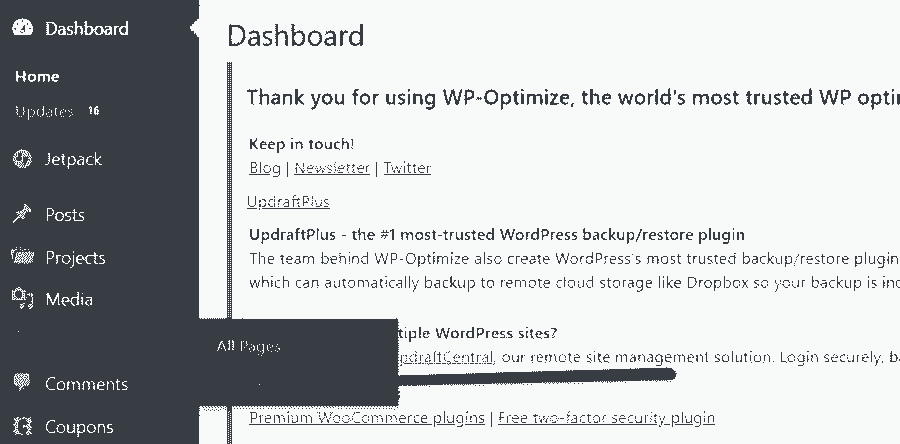 Dashboard
Home
Updates 16
Jetpack
Posts
Projects
Media
All Pages
Comments
Coupons
Dashboard
Thank you for using WP-Optimize, the world's most trusted WP
Keep in touch!
Blog | Newsletter | Twitter
UpdraftPlus
UpdraftPlus - the #1 most-trusted WordPress backup/restore plugin
The team behind WP-Optimize also create WordPress's most trusted backup/restore plugin
which can automatically backup to remote cloud storage like Dropbox so your backup is
WordPress sites?
our remote site management solution. Login securely,
Premium WooCommerce plugins | Free two-factor security plugin